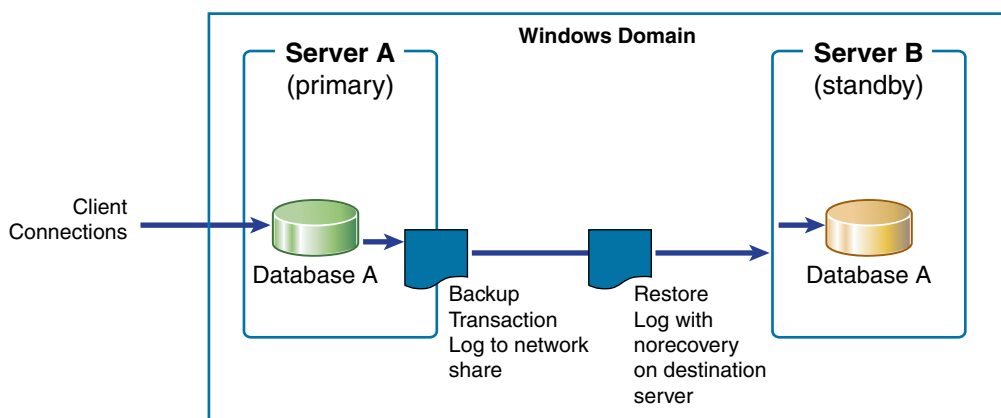 Windows Domain
Server A
(primary)
Server B
(standby)
Client
Connections
Database A
Backup
Transaction
Log to network
share
Restore
Log with
norecovery
on destination
server
Database A